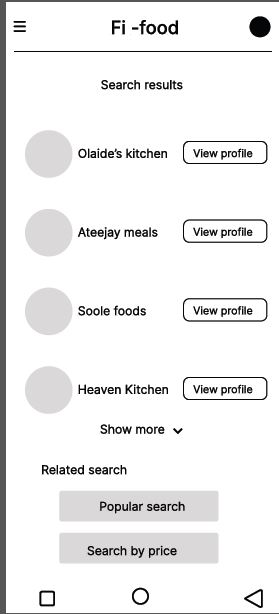 Fi -food
Search results
Olaide's kitchen View profile
Ateejay meals View profile
Soole foods View profile
Heaven Kitchen View profile
Show more
Related search
Popular search
Search by price